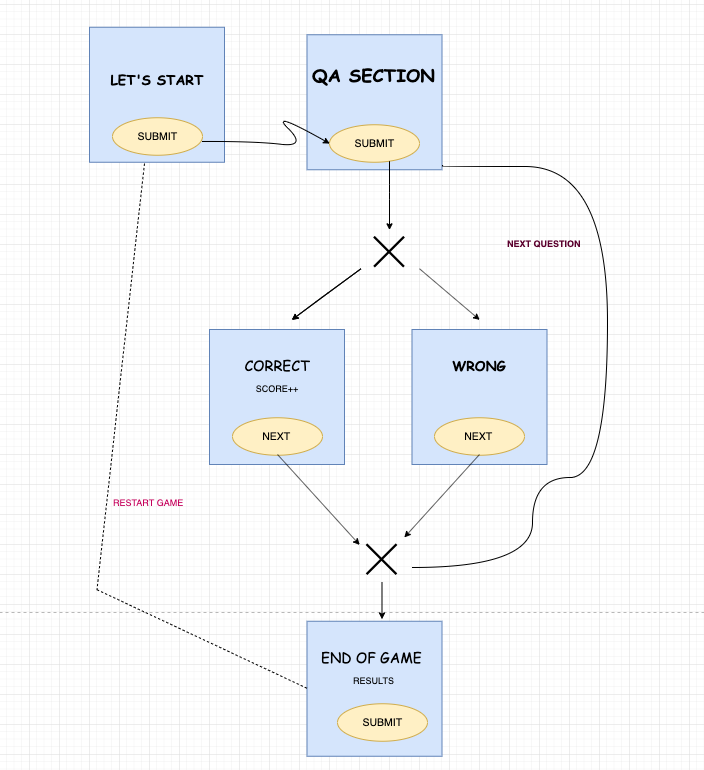 LET'S START
SUBMIT
QA SECTION
SUBMIT
NEXT QUESTION
CORRECT
SCORE++
NEXT
WRONG
NEXT
RESTART GAME
END OF GAME
RESULTS
SUBMIT